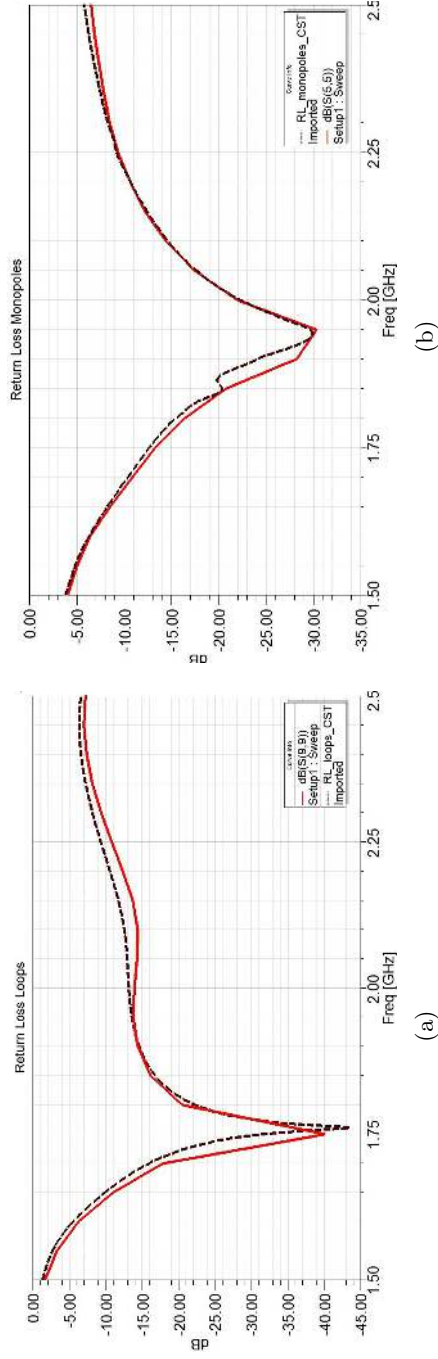 Return Loss Loops
0.00
-5.00
-10.00
-15.00
-20.00
-25.00
-30.00
-35.00
-40.00
-45.00
dB
1.50
1.75
2.00
2.25
2.5
Freq [GHz]
dB(S(9,9))
Setup1 : Sweep
RL_loops_CST
Imported
(a)
Return Loss Monopoles
0.00
-5.00
-10.00
-15.00
-20.00
-25.00
-30.00
-35.00
dB
1.50
1.75
2.00
2.25
2.5
Freq [GHz]
Curve Info
RL_monopoles_CST
Imported
dB(S(5,5))
Setup1 : Sweep
(b)